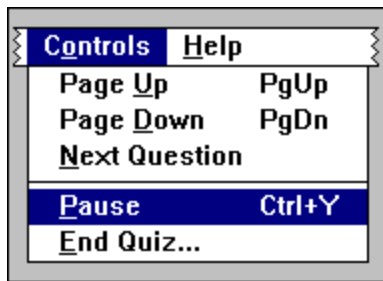 Controls Help
Page Up PgUp
Page Down PgDn
Next Question
Pause Ctrl+Y
End Quiz...